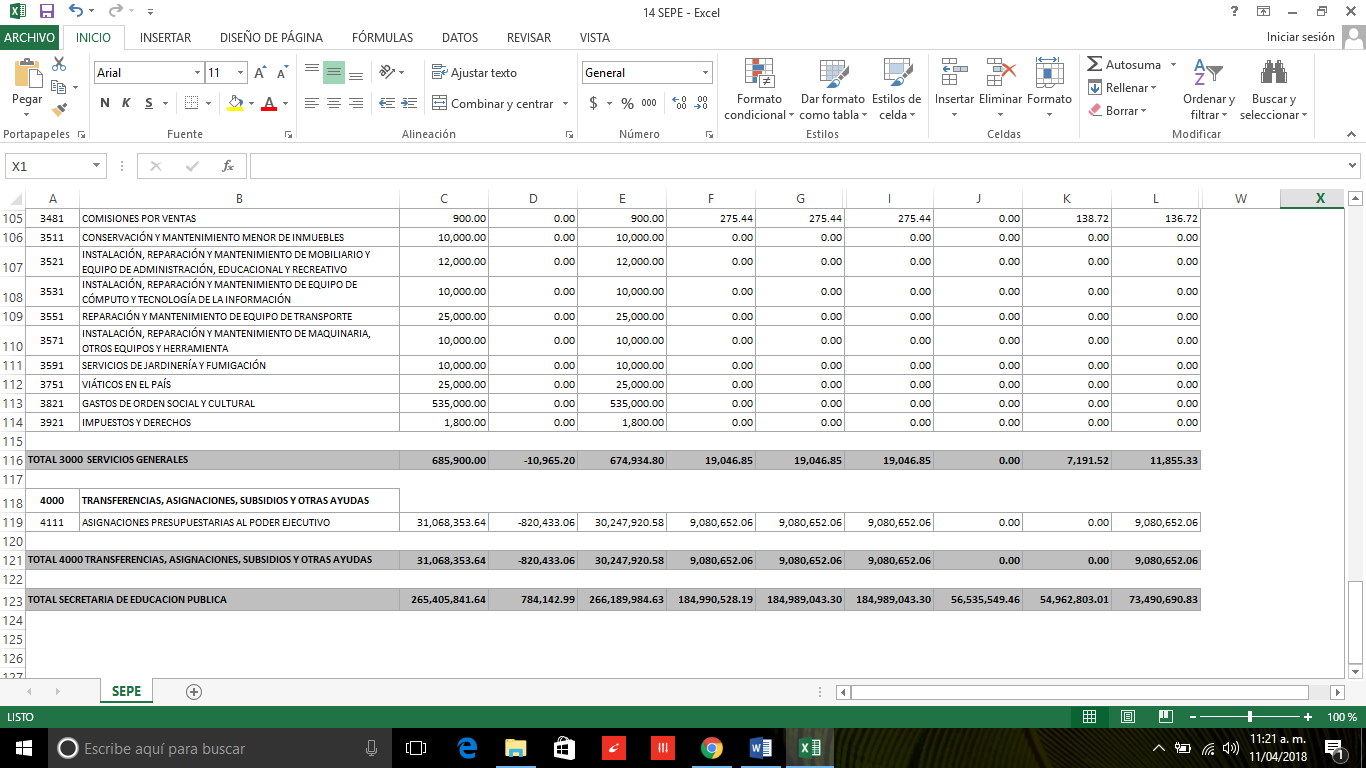 14 SEPE - Excel
?
ARCHIVO INICIO INSERTAR DISEÑO DE PÁGINA FÓRMULAS DATOS REVISAR VISTA Iniciar sesión
Pegar
Arial 11
N K S
Ajustar texto
Combinar y centrar
General
$ % 000
Formato condicional
Dar formato como tabla
Estilos de celda
Insertar Eliminar Formato
Autosuma
Rellenar
Borrar
Ordenar y filtrar
Buscar y seleccionar
Portapapeles Fuente Alineación Número Estilos Celdas Modificar
X1 fx
A B C D E F G I J K L W X
105 3481 COMISIONES POR VENTAS 900.00 0.00 900.00 275.44 275.44 275.44 0.00 138.72 136.72
106 3511 CONSERVACIÓN Y MANTENIMIENTO MENOR DE INMUEBLES 10,000.00 0.00 10,000.00 0.00 0.00 0.00 0.00 0.00 0.00
107 3521 INSTALACIÓN, REPARACIÓN Y MANTENIMIENTO DE MOBILIARIO Y
EQUIPO DE ADMINISTRACIÓN, EDUCACIONAL Y RECREATIVO 12,000.00 0.00 12,000.00 0.00 0.00 0.00 0.00 0.00 0.00
108 3531 INSTALACIÓN, REPARACIÓN Y MANTENIMIENTO DE EQUIPO DE
CÓMPUTO Y TECNOLOGÍA DE LA INFORMACIÓN 10,000.00 0.00 10,000.00 0.00 0.00 0.00 0.00 0.00 0.00
109 3551 REPARACIÓN Y MANTENIMIENTO DE EQUIPO DE TRANSPORTE 25,000.00 0.00 25,000.00 0.00 0.00 0.00 0.00 0.00 0.00
110 3571 INSTALACIÓN, REPARACIÓN Y MANTENIMIENTO DE MAQUINARIA,
OTROS EQUIPOS Y HERRAMIENTA 10,000.00 0.00 10,000.00 0.00 0.00 0.00 0.00 0.00 0.00
111 3591 SERVICIOS DE JARDINERÍA Y FUMIGACIÓN 10,000.00 0.00 10,000.00 0.00 0.00 0.00 0.00 0.00 0.00
112 3751 VIÁTICOS EN EL PAÍS 25,000.00 0.00 25,000.00 0.00 0.00 0.00 0.00 0.00 0.00
113 3821 GASTOS DE ORDEN SOCIAL Y CULTURAL 535,000.00 0.00 535,000.00 0.00 0.00 0.00 0.00 0.00 0.00
114 3921 IMPUESTOS Y DERECHOS 1,800.00 0.00 1,800.00 0.00 0.00 0.00 0.00 0.00 0.00
115
116 TOTAL 3000 SERVICIOS GENERALES 685,900.00 -10,965.20 674,934.80 19,046.85 19,046.85 19,046.85 0.00 7,191.52 11,855.33
117
118 4000 TRANSFERENCIAS, ASIGNACIONES, SUBSIDIOS Y OTRAS AYUDAS
119 4111 ASIGNACIONES PRESUPUESTARIAS AL PODER EJECUTIVO 31,068,353.64 -820,433.06 30,247,920.58 9,080,652.06 9,080,652.06 9,080,652.06 0.00 0.00 9,080,652.06
120
121 TOTAL 4000 TRANSFERENCIAS, ASIGNACIONES, SUBSIDIOS Y OTRAS AYUDAS 31,068,353.64 -820,433.06 30,247,920.58 9,080,652.06 9,080,652.06 9,080,652.06 0.00 0.00 9,080,652.06
122
123 TOTAL SECRETARIA DE EDUCACION PUBLICA 265,405,841.64 784,142.99 266,189,984.63 184,990,528.19 184,989,043.30 184,989,043.30 56,535,549.46 54,962,803.01 73,490,690.83
124
125
126
127
SEPE
LISTO 100 %
Escribe aquí para buscar
11:21 a. m.
11/04/2018
1